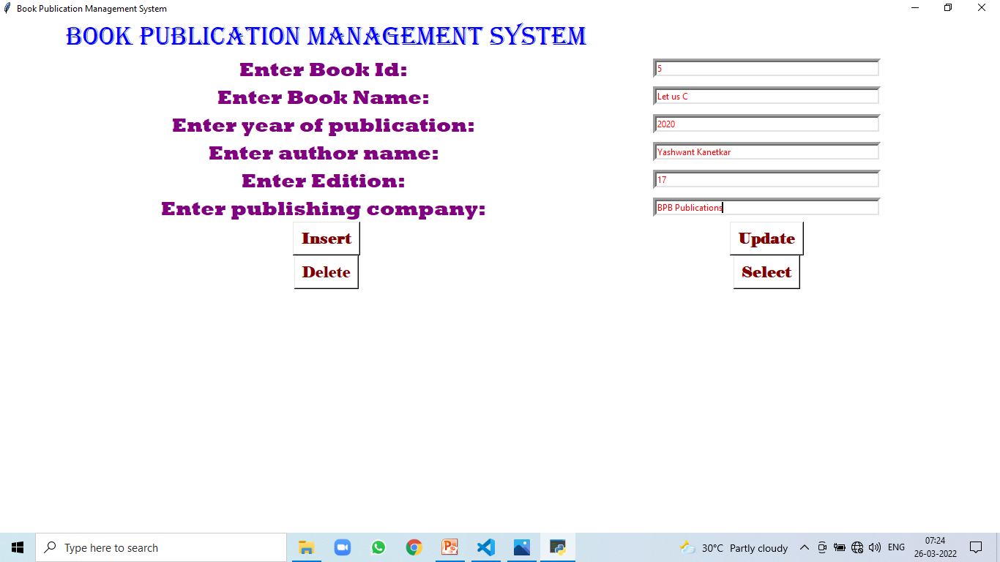 Book Publication Management System
BOOK PUBLICATION MANAGEMENT SYSTEM
Enter Book Id: 5
Enter Book Name: Let us C
Enter year of publication: 2020
Enter author name: Yashwant Kanetkar
Enter Edition: 17
Enter publishing company: BPB Publications
Insert Update
Delete Select
Type here to search 30°C Partly cloudy ENG 07:24
26-03-2022